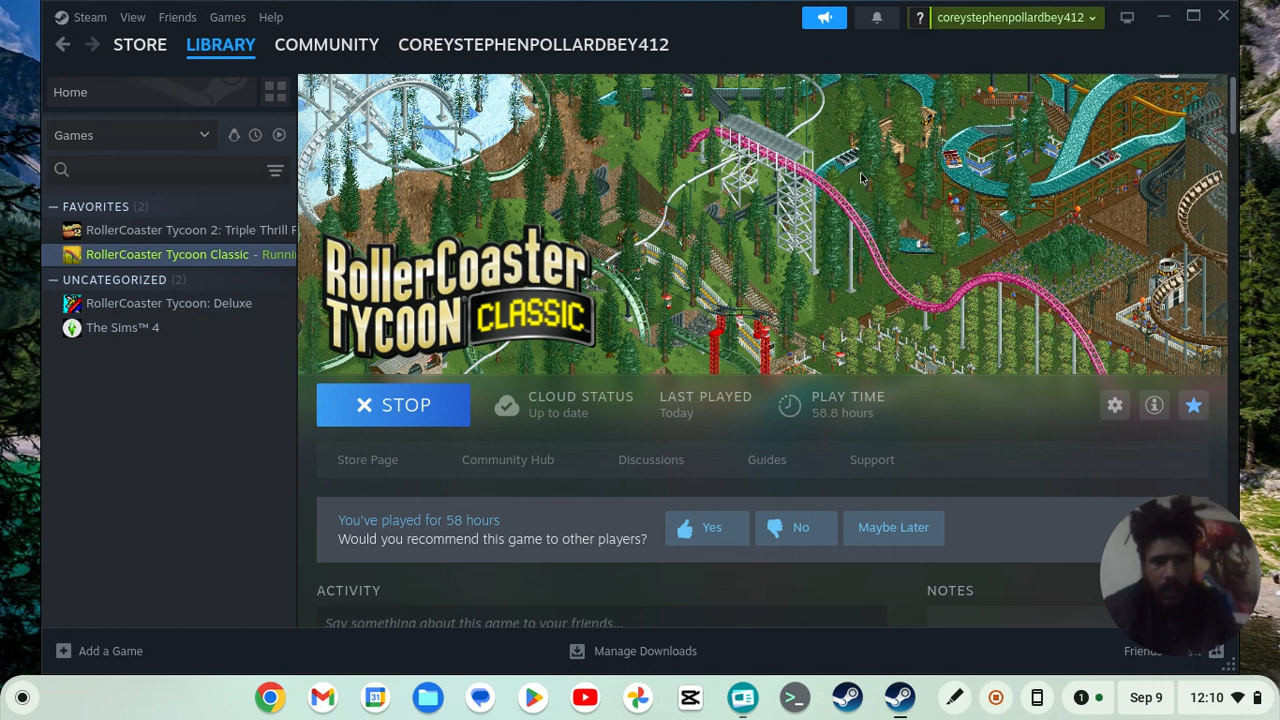 Steam View Friends Games Help
? coreystephenpollardbey412
STORE LIBRARY COMMUNITY COREYSTEPHENPOLLARDBEY412
Home
Games
FAVORITES (2)
RollerCoaster Tycoon 2: Triple Thrill P
RollerCoaster Tycoon Classic - Runni
UNCATEGORIZED (2)
RollerCoaster Tycoon: Deluxe
The Sims™ 4
RollerCoaster
TYCOON CLASSIC
STOP
CLOUD STATUS
Up to date
LAST PLAYED
Today
PLAY TIME
58.8 hours
Store Page Community Hub Discussions Guides Support
You've played for 58 hours
Would you recommend this game to other players?
Yes No Maybe Later
ACTIVITY
NOTES
Say something about this game to your friends...
Add a Game
Manage Downloads
Friends
31
1
Sep 9
12:10